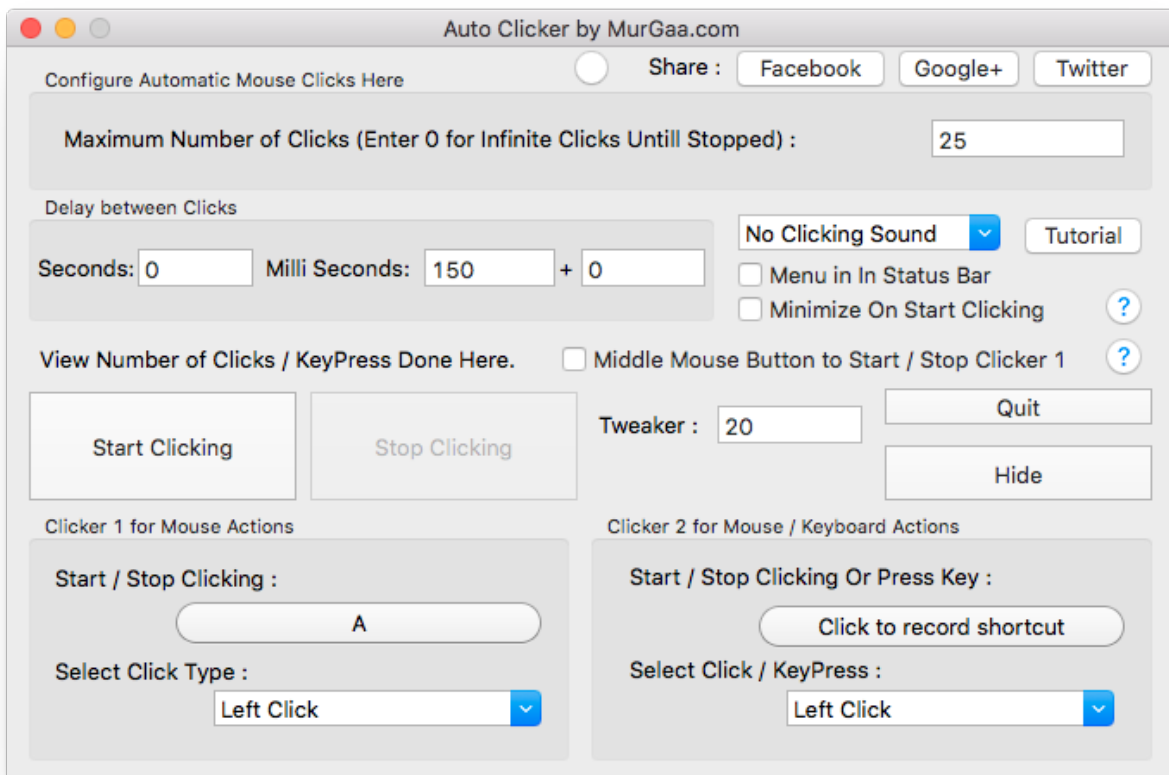 Auto Clicker by MurGaa.com
Configure Automatic Mouse Clicks Here
Share : Facebook Google+ Twitter
Maximum Number of Clicks (Enter 0 for Infinite Clicks Untill Stopped) : 25
Delay between Clicks
No Clicking Sound Tutorial
Seconds: 0 Milli Seconds: 150 + 0
Menu in In Status Bar
Minimize On Start Clicking ?
View Number of Clicks / KeyPress Done Here. Middle Mouse Button to Start / Stop Clicker 1 ?
Start Clicking Stop Clicking Tweaker : 20 Quit
Hide
Clicker 1 for Mouse Actions
Start / Stop Clicking :
A
Select Click Type :
Left Click
Clicker 2 for Mouse / Keyboard Actions
Start / Stop Clicking Or Press Key :
Click to record shortcut
Select Click / KeyPress :
Left Click